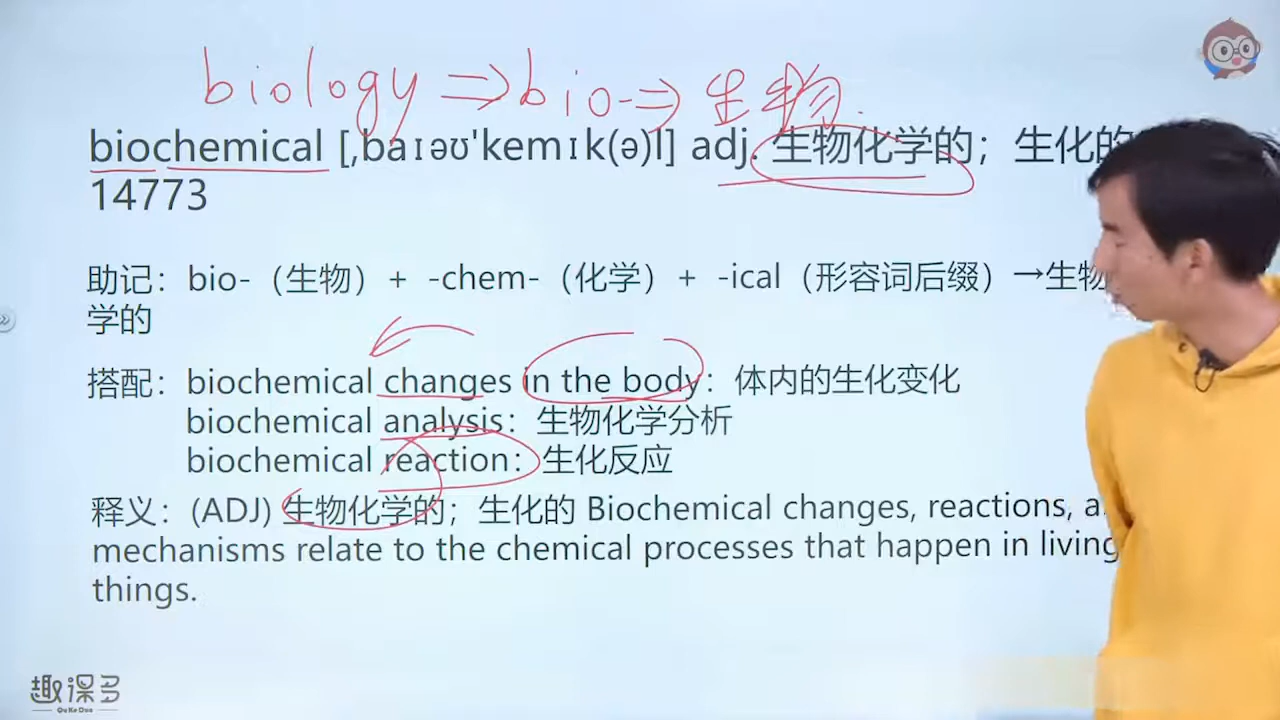 biology ⇒ bio- ⇒ 生物.
biochemical [,baɪəʊ'kemɪk(ə)l] adj. 生物化学的；生化的
14773
助记：bio-（生物）+ -chem-（化学）+ -ical（形容词后缀）→生物
学的
搭配：biochemical changes in the body：体内的生化变化
biochemical analysis：生物化学分析
biochemical reaction：生化反应
释义：(ADJ) 生物化学的；生化的 Biochemical changes, reactions,
mechanisms relate to the chemical processes that happen in living
things.
趣课多
QuKeDuo